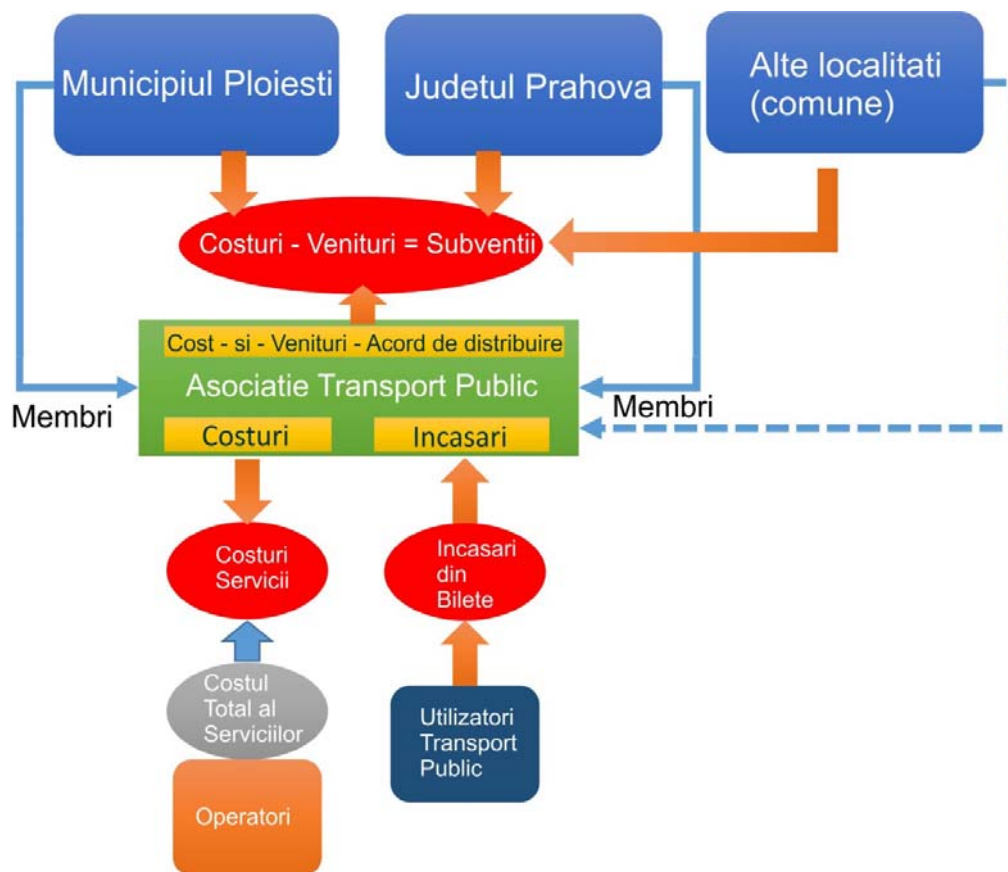 Municipiul Ploiesti
Judetul Prahova
Alte localitati
(comune)
Costuri - Venituri = Subventii
Cost - si - Venituri - Acord de distribuire
Asociatie Transport Public
Membri
Membri
Costuri
Incasari
Costuri
Servicii
Incasari
din
Bilete
Costul
Total al
Serviciilor
Utilizatori
Transport
Public
Operatori